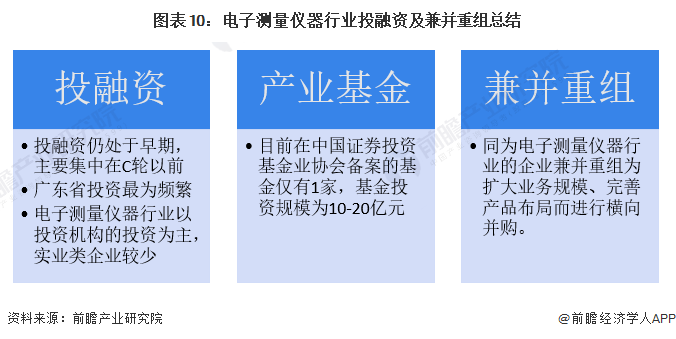 图表10：电子测量仪器行业投融资及兼并重组总结
投融资
• 投融资仍处于早期，
主要集中在C轮以前
• 广东省投资最为频繁
• 电子测量仪器行业以
投资机构的投资为主，
实业类企业较少
产业基金
• 目前在中国证券投资
基金业协会备案的基
金仅有1家，基金投
资规模为10-20亿元
兼并重组
• 同为电子测量仪器行
业的企业兼并重组为
扩大业务规模、完善
产品布局而进行横向
并购。
资料来源：前瞻产业研究院
@前瞻经济学人APP